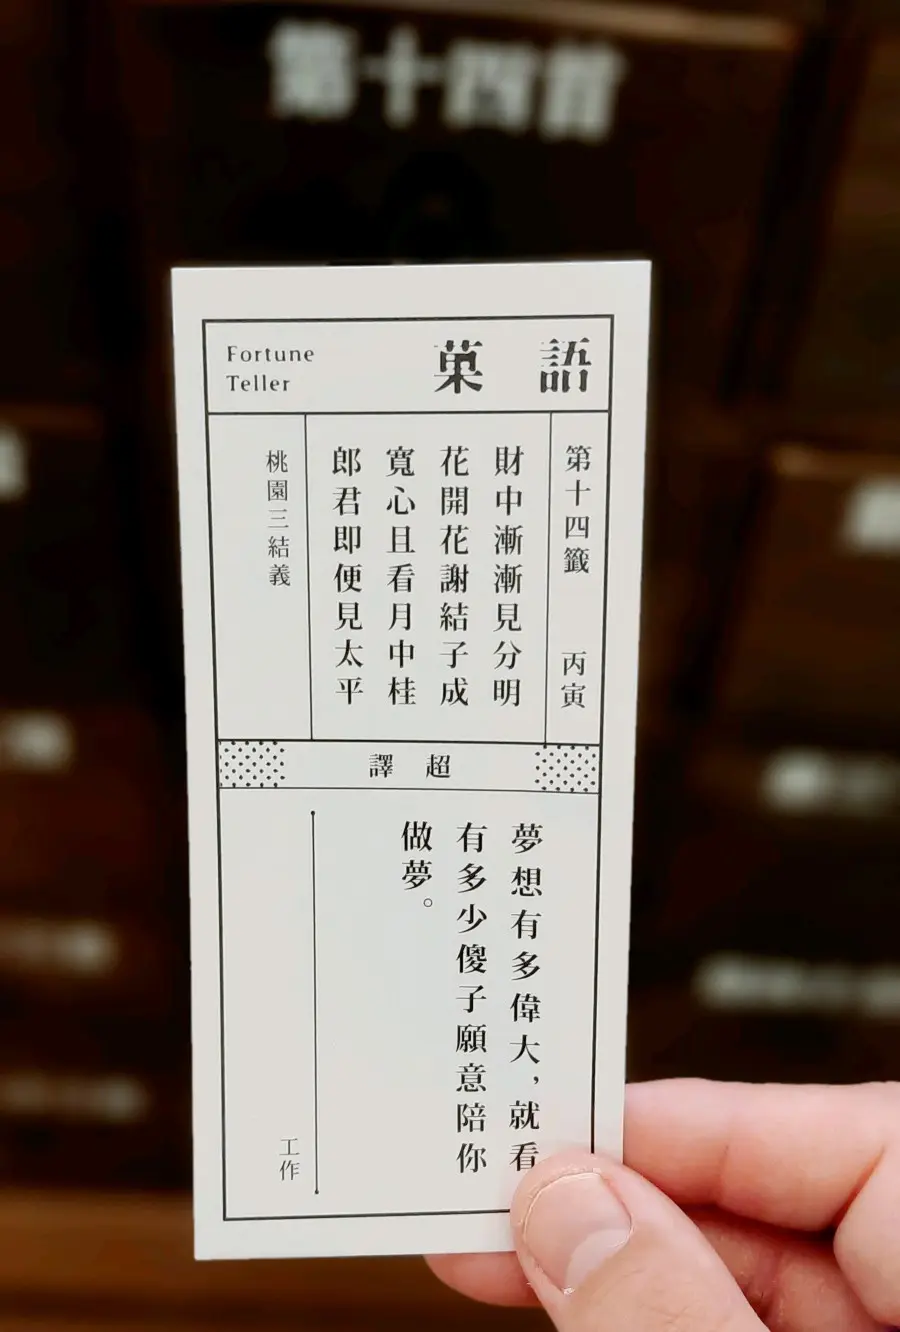 第十四首
Fortune
Teller
語菓
第十四籤 丙寅
財中漸漸見分明
花開花謝結子成
寬心且看月中桂
郎君即便見太平
桃園三結義
超譯
夢想有多偉大,就看
有多少傻子願意陪你
做夢。
工作